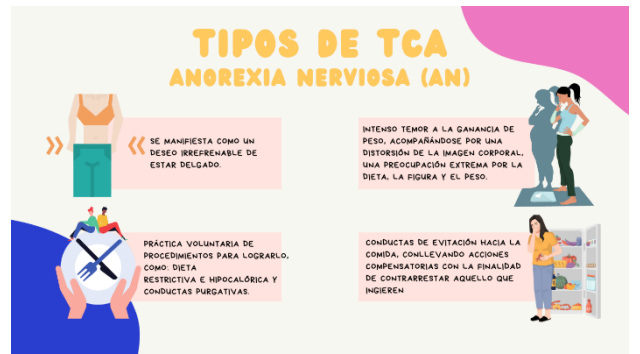 TIPOS DE TCA
ANOREXIA NERVIOSA (AN)
SE MANIFIESTA COMO UN
DESEO IRREFRENABLE DE
ESTAR DELGADO.
INTENSO TEMOR A LA GANANCIA DE
PESO, ACOMPAÑÁNDOSE POR UNA
DISTORSIÓN DE LA IMAGEN CORPORAL,
UNA PREOCUPACIÓN EXTREMA POR LA
DIETA, LA FIGURA Y EL PESO.
PRÁCTICA VOLUNTARIA DE
PROCEDIMIENTOS PARA LOGRARLO,
COMO: DIETA
RESTRICTIVA E HIPOCALÓRICA Y
CONDUCTAS PURGATIVAS.
CONDUCTAS DE EVITACIÓN HACIA LA
COMIDA, CONLLEVANDO ACCIONES
COMPENSATORIAS CON LA FINALIDAD
DE CONTRARRESTAR AQUELLO QUE
INGIEREN